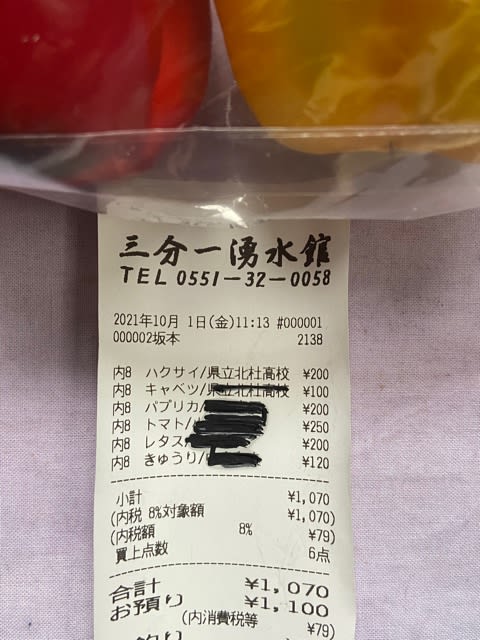 三分一湧水館
TEL 0551-32-0058
2021年10月 1日(金)11:13 #000001
000002坂本 2138
内8 ハクサイ/県立北杜高校 ¥200
内8 キャベツ/県立北杜高校 ¥100
内8 パプリカ/ ¥200
内8 トマト/ ¥250
内8 レタス ¥200
内8 きゅうり/ ¥120
小計 ¥1,070
(内税 8%対象額 ¥1,070)
(内税額 8% ¥79)
買上点数 6点
合計 ¥1,070
お預り ¥1,100
(内消費税等 ¥79)